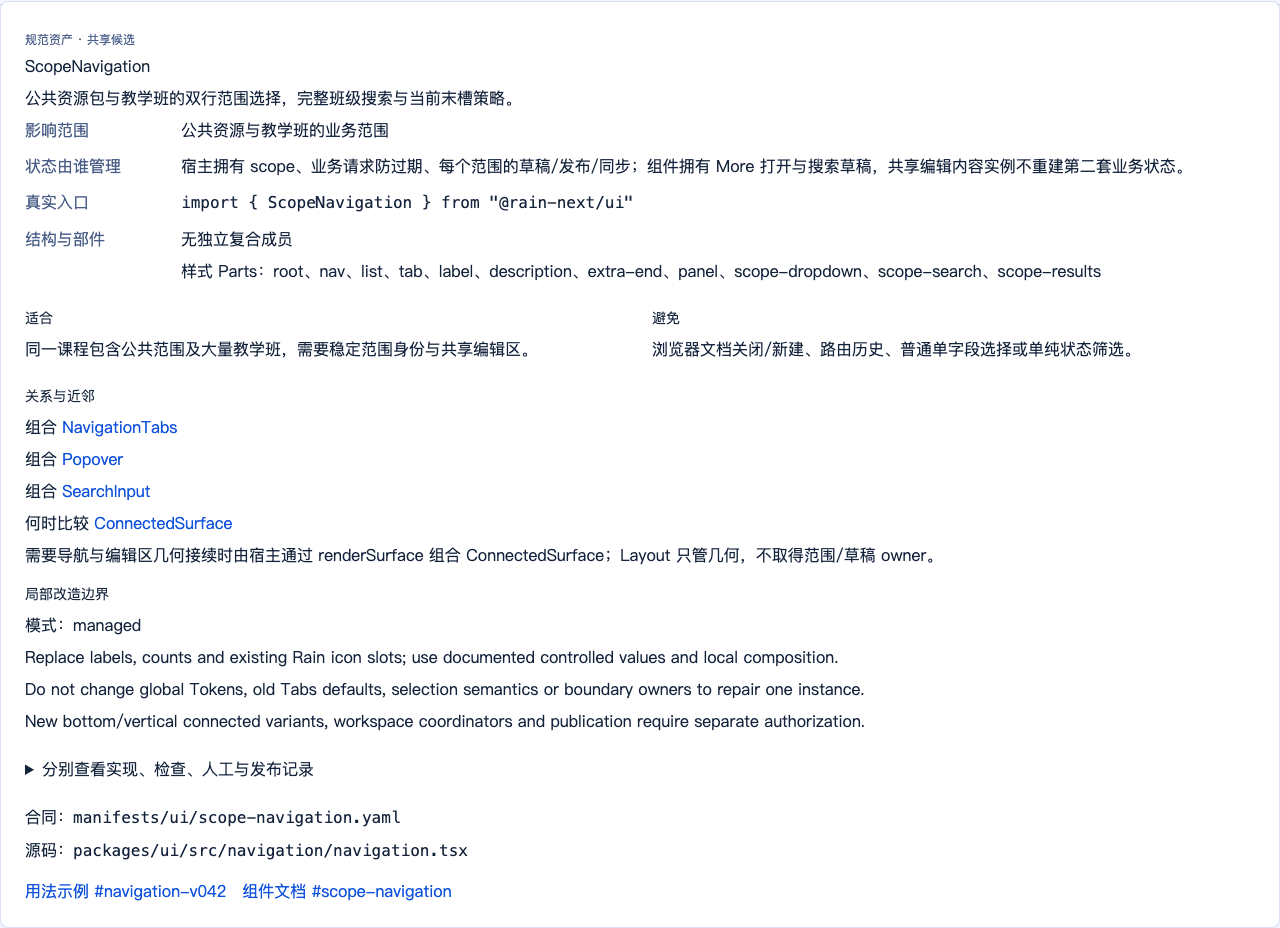 规范资产 · 共享候选
ScopeNavigation
公共资源包与教学班的双行范围选择，完整班级搜索与当前末槽策略。
影响范围 公共资源与教学班的业务范围
状态由谁管理 宿主拥有 scope、业务请求防过期、每个范围的草稿/发布/同步；组件拥有 More 打开与搜索草稿，共享编辑内容实例不重建第二套业务状态。
真实入口 import { ScopeNavigation } from "@rain-next/ui"
结构与部件 无独立复合成员
样式 Parts：root、nav、list、tab、label、description、extra-end、panel、scope-dropdown、scope-search、scope-results
适合
同一课程包含公共范围及大量教学班，需要稳定范围身份与共享编辑区。
避免
浏览器文档关闭/新建、路由历史、普通单字段选择或单纯状态筛选。
关系与近邻
组合 NavigationTabs
组合 Popover
组合 SearchInput
何时比较 ConnectedSurface
需要导航与编辑区几何接续时由宿主通过 renderSurface 组合 ConnectedSurface；Layout 只管几何，不取得范围/草稿 owner。
局部改造边界
模式：managed
Replace labels, counts and existing Rain icon slots; use documented controlled values and local composition.
Do not change global Tokens, old Tabs defaults, selection semantics or boundary owners to repair one instance.
New bottom/vertical connected variants, workspace coordinators and publication require separate authorization.
▶ 分别查看实现、检查、人工与发布记录
合同：manifests/ui/scope-navigation.yaml
源码：packages/ui/src/navigation/navigation.tsx
用法示例 #navigation-v042 组件文档 #scope-navigation